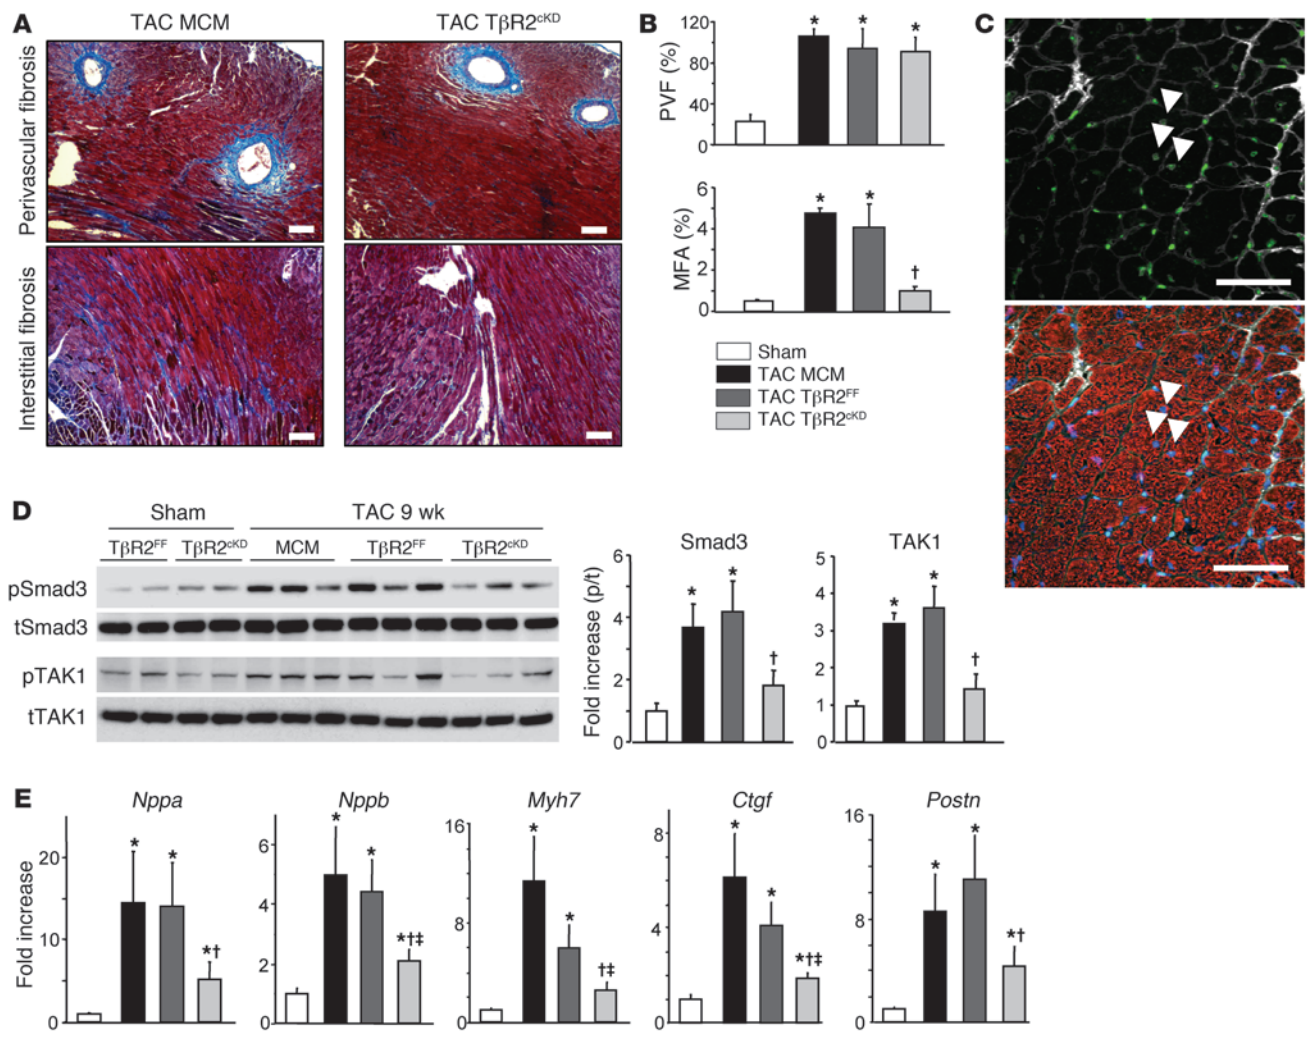 A
TAC MCM
TAC TβR2cKD
Perivascular fibrosis
Interstitial fibrosis
B
PVF (%)
120
80
40
0
* * *
MFA (%)
6
4
2
0
* * †
Sham
TAC MCM
TAC TβR2FF
TAC TβR2cKD
C
D
Sham
TAC 9 wk
TβR2FF TβR2cKD MCM TβR2FF TβR2cKD
pSmad3
tSmad3
pTAK1
tTAK1
Fold increase (p/t)
Smad3
6
4
2
0
* * †
TAK1
5
4
3
2
1
0
* * †
E
Fold increase
Nppa
20
10
0
* * *†
Nppb
6
4
2
0
* * *†‡
Myh7
16
8
0
* * †‡
Ctgf
8
4
0
* * *†‡
Postn
16
8
0
* * *†